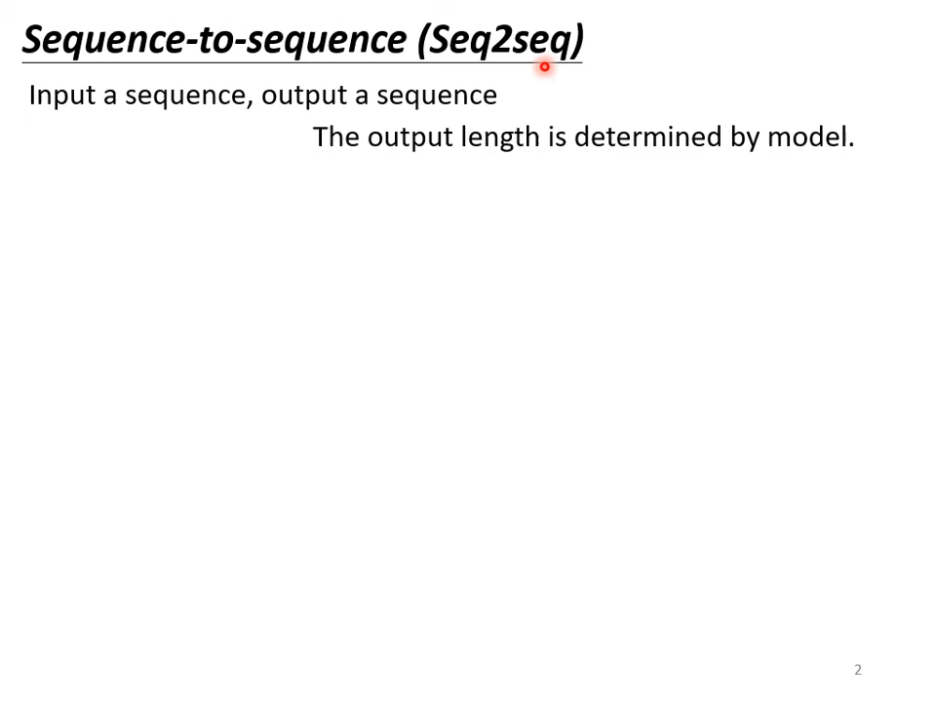 Sequence-to-sequence (Seq2seq)
Input a sequence, output a sequence
The output length is determined by model.
2